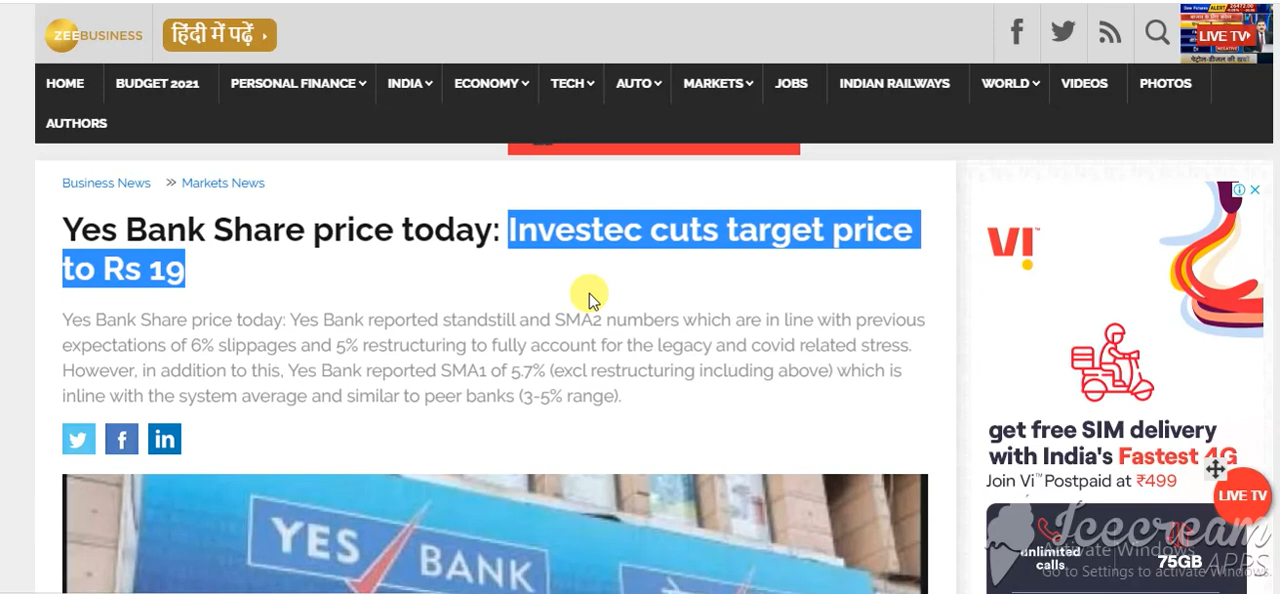 ZEEBUSINESS
हिंदी में पढ़ें
LIVE TV
HOME
BUDGET 2021
PERSONAL FINANCE
INDIA
ECONOMY
TECH
AUTO
MARKETS
JOBS
INDIAN RAILWAYS
WORLD
VIDEOS
PHOTOS
AUTHORS
Business News » Markets News
Yes Bank Share price today: Investec cuts target price
to Rs 19
Yes Bank Share price today: Yes Bank reported standstill and SMA2 numbers which are in line with previous
expectations of 6% slippages and 5% restructuring to fully account for the legacy and covid related stress.
However, in addition to this, Yes Bank reported SMA1 of 5.7% (excl restructuring including above) which is
inline with the system average and similar to peer banks (3-5% range).
YES BANK
VI
get free SIM delivery
with India's Fastest 4G
Join Vi™ Postpaid at ₹499
LIVE TV
unlimited
calls
75GB
Icecream
APPS
Activate Windows
Go to Settings to activate Windows.